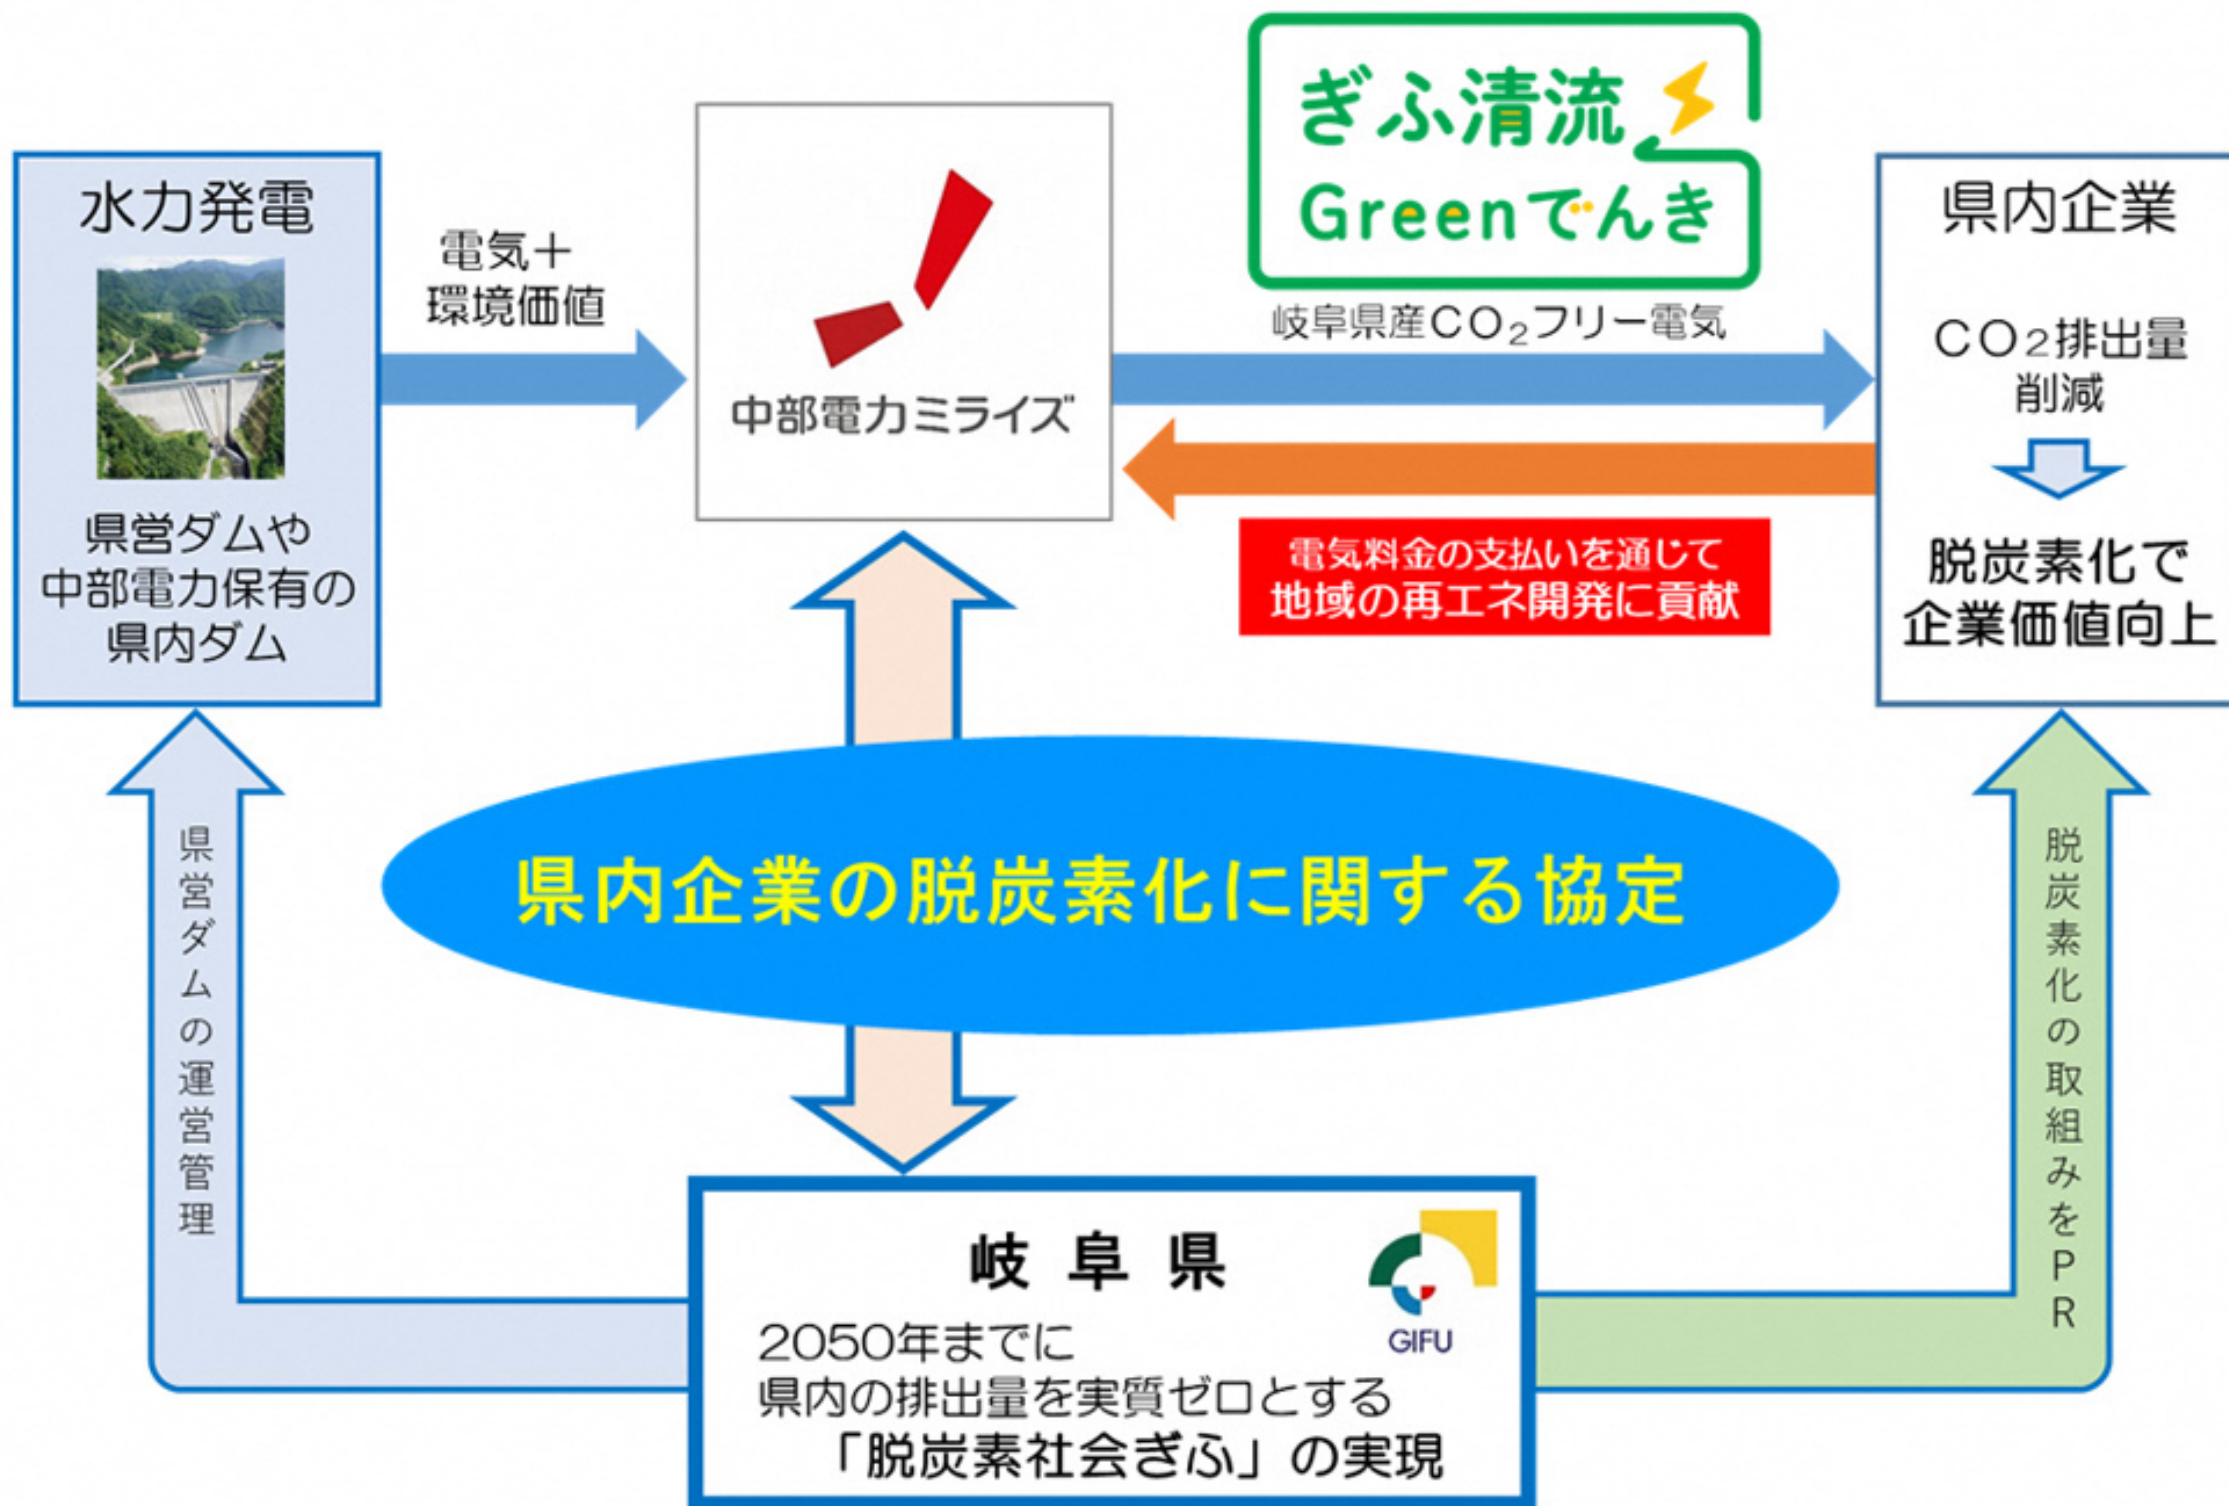 水力発電
県営ダムや
中部電力保有の
県内ダム
電気＋
環境価値
中部電力ミライズ
ぎふ清流
Greenでんき
岐阜県産CO₂フリー電気
電気料金の支払いを通じて
地域の再エネ開発に貢献
県内企業
CO₂排出量
削減
脱炭素化で
企業価値向上
県内企業の脱炭素化に関する協定
県営ダムの運営管理
脱炭素化の取組みをPR
岐阜県
GIFU
2050年までに
県内の排出量を実質ゼロとする
「脱炭素社会ぎふ」の実現